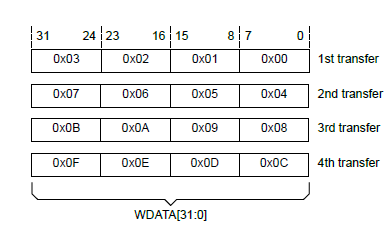 31 24 23 16 15 8 7 0
0x03 0x02 0x01 0x00 1st transfer
0x07 0x06 0x05 0x04 2nd transfer
0x0B 0x0A 0x09 0x08 3rd transfer
0x0F 0x0E 0x0D 0x0C 4th transfer
WDATA[31:0]